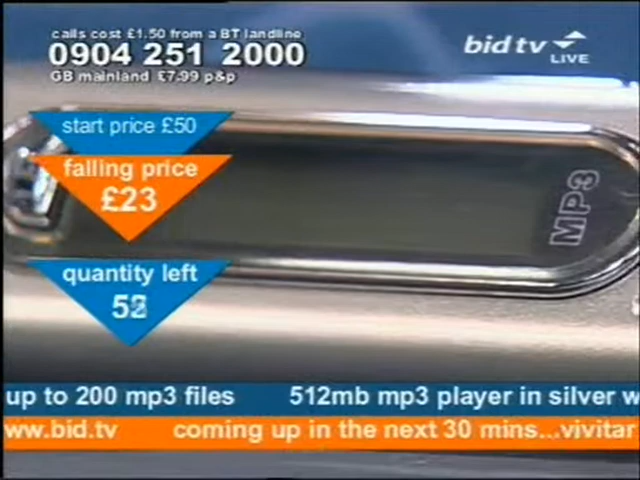 calls cost £1.50 from a BT landline
0904 251 2000
GB mainland £7.99 p&p
bid tv
LIVE
start price £50
falling price
£23
MP3
quantity left
up to 200 mp3 files 512mb mp3 player in silver w
www.bid.tv coming up in the next 30 mins...vivitar